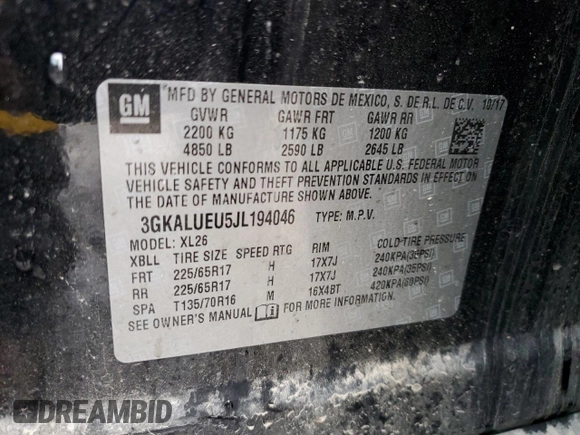 GM
*MFD BY GENERAL MOTORS DE MEXICO, S. DE R.L. DE C.V. 10/17
GVWR GAWR FRT GAWR RR
2200 KG 1175 KG 1200 KG
4850 LB 2590 LB 2645 LB
THIS VEHICLE CONFORMS TO ALL APPLICABLE U.S. FEDERAL MOTOR
VEHICLE SAFETY AND THEFT PREVENTION STANDARDS IN EFFECT ON
THE DATE OF MANUFACTURE SHOWN ABOVE.
3GKALUEU5JL194046 TYPE: M.P.V.
MODEL: XL26
XBLL TIRE SIZE SPEED RTG RIM COLD TIRE PRESSURE
FRT 225/65R17 H 17X7J 240KPA(35PSI)
RR 225/65R17 H 17X7J 240KPA(35PSI)
SPA T135/70R16 M 16X4BT 420KPA(60PSI)
SEE OWNER'S MANUAL
DREAMBID